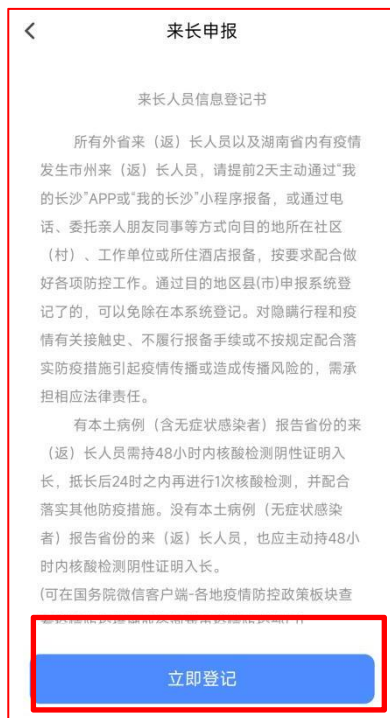 来长申报
来长人员信息登记书
所有外省来（返）长人员以及湖南省内有疫情
发生市州来（返）长人员，请提前2天主动通过“我
的长沙”APP或“我的长沙”小程序报备，或通过电
话、委托亲人朋友同事等方式向目的地所在社区
（村）、工作单位或所住酒店报备，按要求配合做
好各项防控工作。通过目的地区县(市)申报系统登
记了的，可以免除在本系统登记。对隐瞒行程和疫
情有关接触史、不履行报备手续或不按规定配合落
实防疫措施引起疫情传播或造成传播风险的，需承
担相应法律责任。
有本土病例（含无症状感染者）报告省份的来
（返）长人员需持48小时内核酸检测阴性证明入
长，抵长后24时之内再进行1次核酸检测，并配合
落实其他防疫措施。没有本土病例（无症状感染
者）报告省份的来（返）长人员，也应主动持48小
时内核酸检测阴性证明入长。
(可在国务院微信客户端-各地疫情防控政策板块查
立即登记